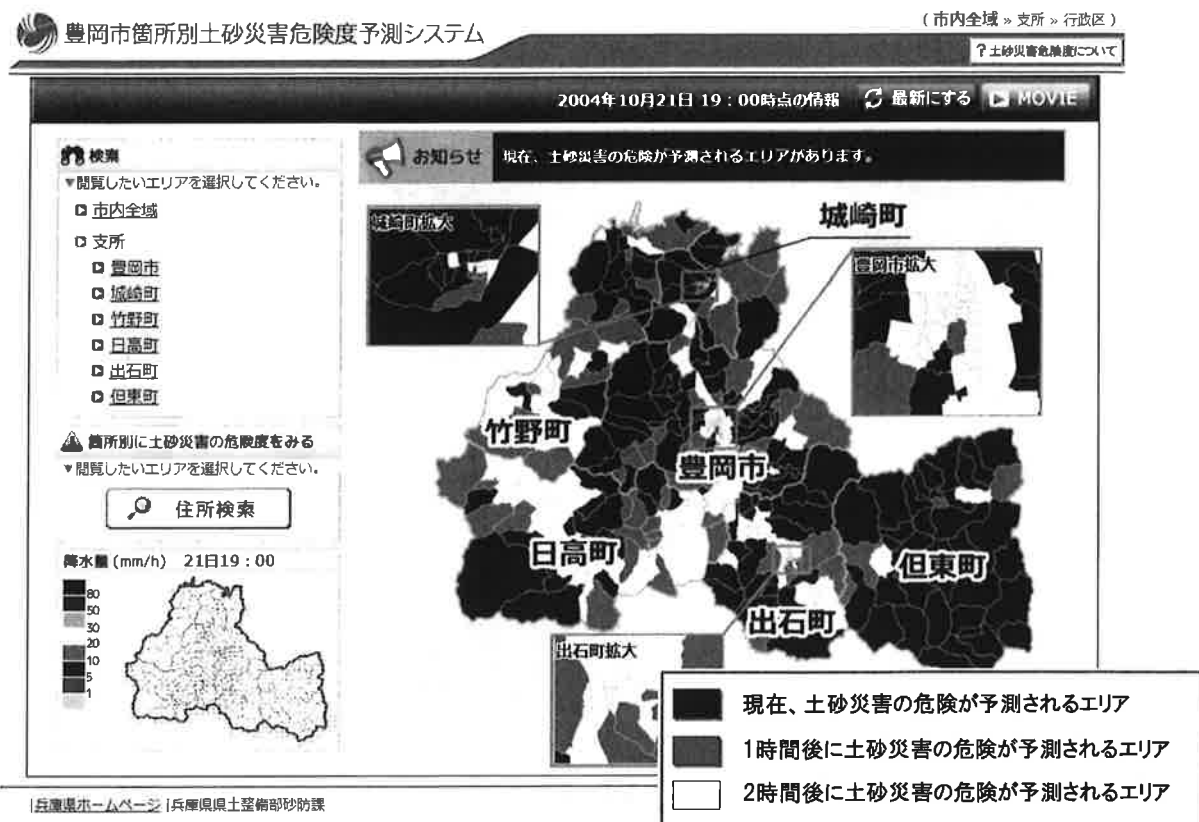 豊岡市箇所別土砂災害危険度予測システム
( 市内全域 » 支所 » 行政区 )
? 土砂災害危険度について
2004年10月21日 19：00時点の情報
最新にする
MOVIE
検索
▼閲覧したいエリアを選択してください。
市内全域
支所
豊岡市
城崎町
竹野町
日高町
出石町
但東町
箇所別に土砂災害の危険度をみる
▼閲覧したいエリアを選択してください。
住所検索
降水量 (mm/h) 21日19：00
80
50
30
20
10
5
1
お知らせ
現在、土砂災害の危険が予測されるエリアがあります。
城崎町拡大
城崎町
豊岡市拡大
竹野町
豊岡市
日高町
但東町
出石町
出石町拡大
現在、土砂災害の危険が予測されるエリア
1時間後に土砂災害の危険が予測されるエリア
2時間後に土砂災害の危険が予測されるエリア
|兵庫県ホームページ |兵庫県県土整備部砂防課